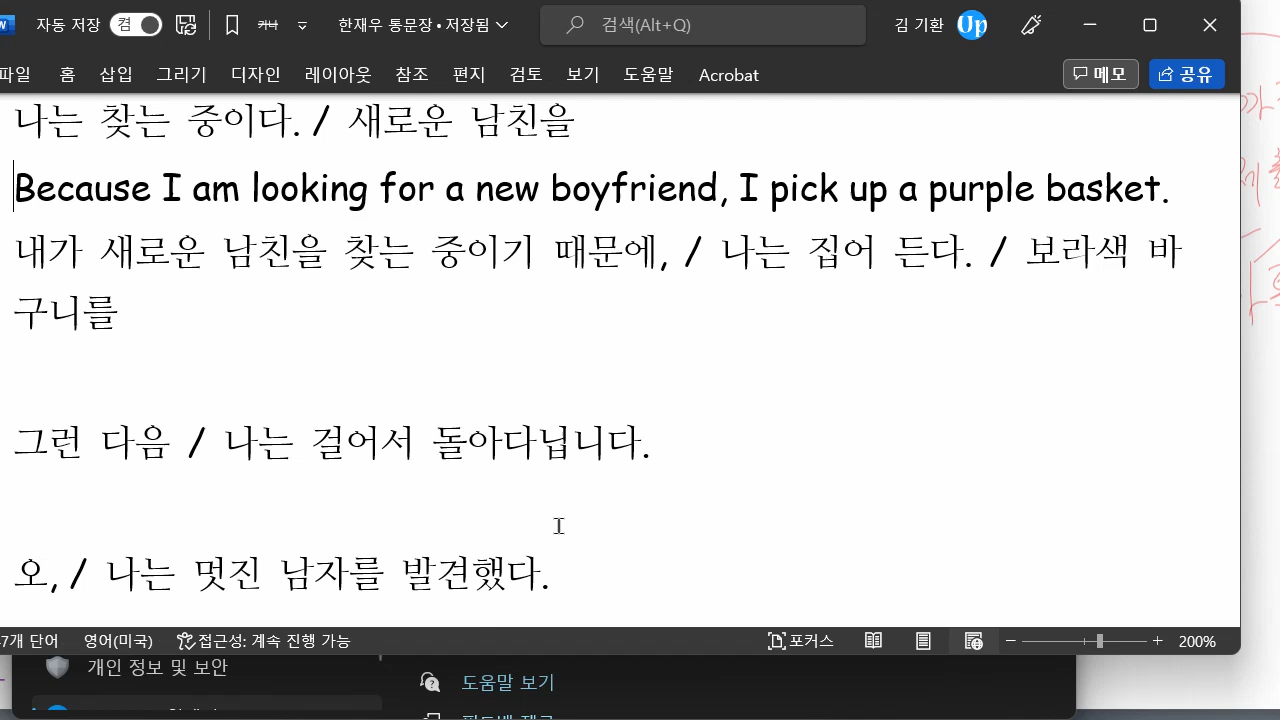 자동 저장 켬 가나 한재우 통문장 • 저장됨 검색(Alt+Q) 김 기환 Up
파일 홈 삽입 그리기 디자인 레이아웃 참조 편지 검토 보기 도움말 Acrobat 메모 공유
나는 찾는 중이다. / 새로운 남친을
Because I am looking for a new boyfriend, I pick up a purple basket.
내가 새로운 남친을 찾는 중이기 때문에, / 나는 집어 든다. / 보라색 바
구니를
그런 다음 / 나는 걸어서 돌아다닙니다.
오, / 나는 멋진 남자를 발견했다.
7개 단어 영어(미국) 접근성: 계속 진행 가능 포커스 200%
개인 정보 및 보안
도움말 보기